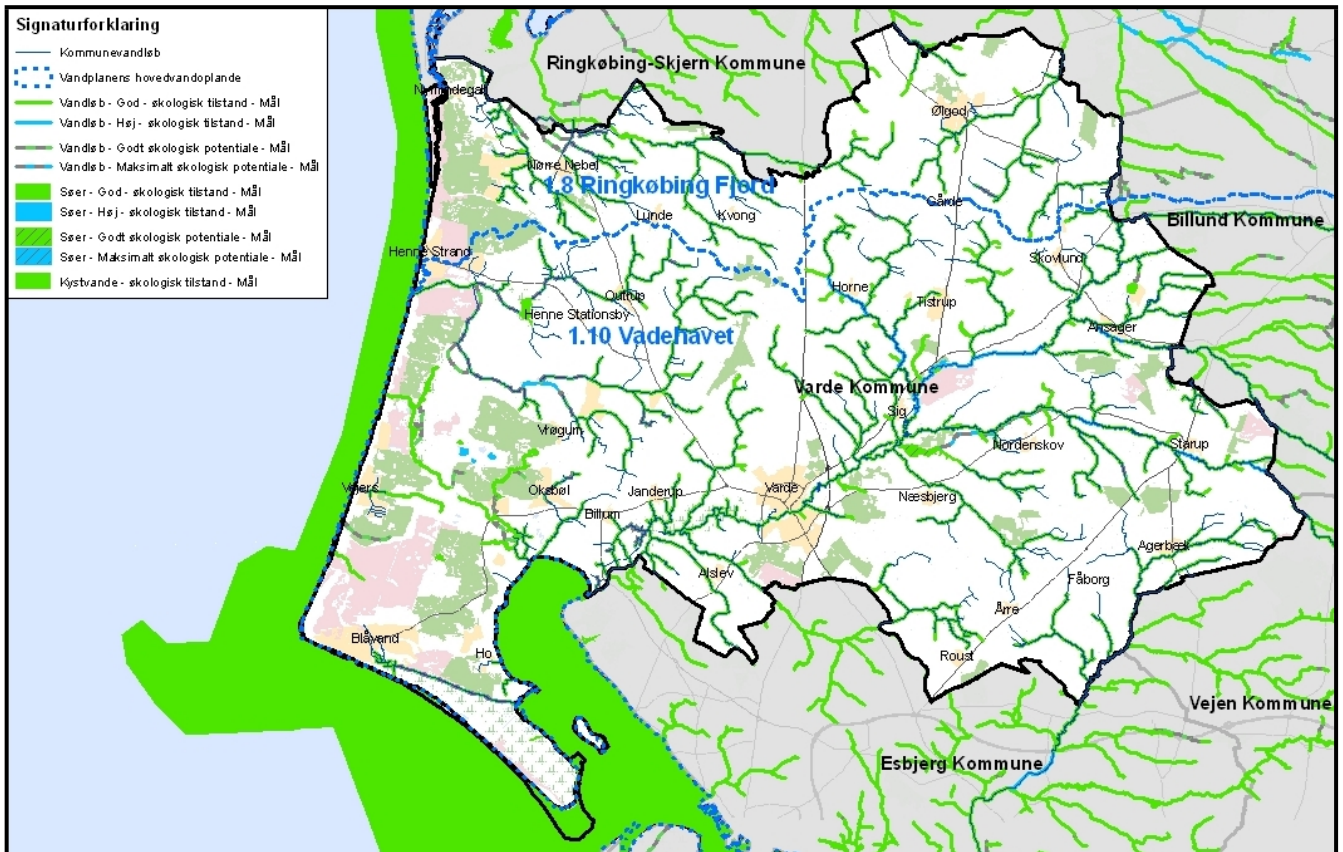 Signaturforklaring
Kommunevandløb
Vandplanens hovedvandoplande
Vandløb - God - økologisk tilstand - Mål
Vandløb - Høj - økologisk tilstand - Mål
Vandløb - Godt økologisk potentiale - Mål
Vandløb - Maksimalt økologisk potentiale - Mål
Søer - God - økologisk tilstand - Mål
Søer - Høj - økologisk tilstand - Mål
Søer - Godt økologisk potentiale - Mål
Søer - Maksimalt økologisk potentiale - Mål
Kystvande - økologisk tilstand - Mål
Ringkøbing-Skjern Kommune
Nymindegab
Ølgod
Nørre Nebel
1.8 Ringkøbing Fjord
Lunde
Kvong
Gårde
Billund Kommune
Henne Strand
Skovlund
Horne
Outrup
Tistrup
Henne Stationsby
Ansager
1.10 Vadehavet
Varde Kommune
Sig
Vrøgum
Nordenskov
Starup
Vejers
Oksbøl
Janderup
Varde
Næsbjerg
Billum
Agerbæk
Alslev
Fåborg
Årre
Blåvand
Ho
Roust
Vejen Kommune
Esbjerg Kommune